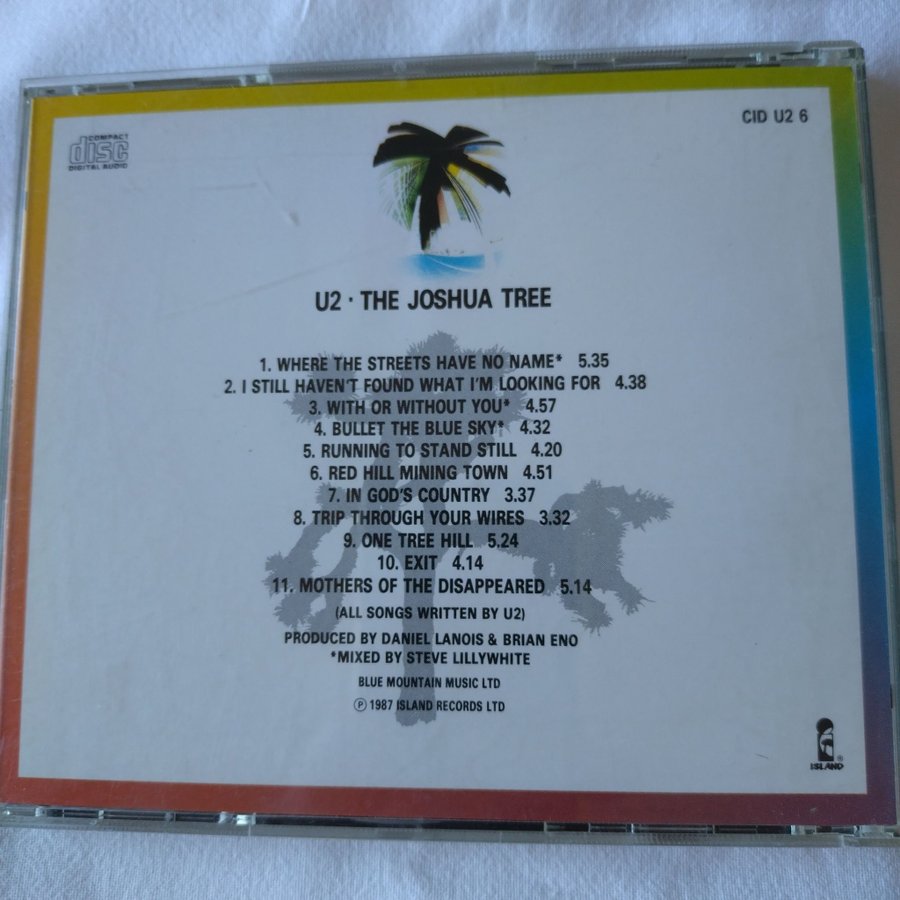 COMPACT
disc
DIGITAL AUDIO
CID U2 6
U2 · THE JOSHUA TREE
1. WHERE THE STREETS HAVE NO NAME* 5.35
2. I STILL HAVEN'T FOUND WHAT I'M LOOKING FOR 4.38
3. WITH OR WITHOUT YOU* 4.57
4. BULLET THE BLUE SKY* 4.32
5. RUNNING TO STAND STILL 4.20
6. RED HILL MINING TOWN 4.51
7. IN GOD'S COUNTRY 3.37
8. TRIP THROUGH YOUR WIRES 3.32
9. ONE TREE HILL 5.24
10. EXIT 4.14
11. MOTHERS OF THE DISAPPEARED 5.14
(ALL SONGS WRITTEN BY U2)
PRODUCED BY DANIEL LANOIS & BRIAN ENO
*MIXED BY STEVE LILLYWHITE
BLUE MOUNTAIN MUSIC LTD
℗ 1987 ISLAND RECORDS LTD
ISLAND®